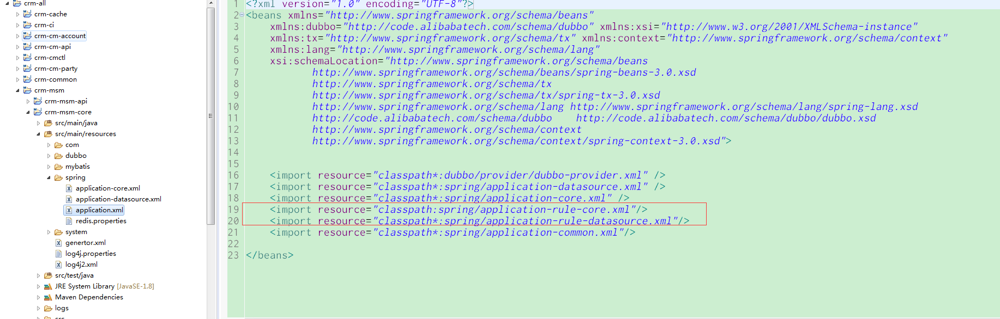 crm-all
crm-cache
crm-ci
crm-cm-account
crm-cm-api
crm-cmctl
crm-cm-party
crm-common
crm-msm
crm-msm-api
crm-msm-core
src/main/java
src/main/resources
com
dubbo
mybatis
spring
application-core.xml
application-datasource.xml
application.xml
redis.properties
system
genertor.xml
log4j.properties
log4j2.xml
src/test/java
JRE System Library [JavaSE-1.8]
Maven Dependencies
logs
src
1 <?xml version="1.0" encoding="UTF-8"?>
2 <beans xmlns="http://www.springframework.org/schema/beans"
3 xmlns:dubbo="http://code.alibabatech.com/schema/dubbo" xmlns:xsi="http://www.w3.org/2001/XMLSchema-instance"
4 xmlns:tx="http://www.springframework.org/schema/tx" xmlns:context="http://www.springframework.org/schema/context"
5 xmlns:lang="http://www.springframework.org/schema/lang"
6 xsi:schemaLocation="http://www.springframework.org/schema/beans
7 http://www.springframework.org/schema/beans/spring-beans-3.0.xsd
8 http://www.springframework.org/schema/tx
9 http://www.springframework.org/schema/tx/spring-tx-3.0.xsd
10 http://www.springframework.org/schema/lang http://www.springframework.org/schema/lang/spring-lang.xsd
11 http://code.alibabatech.com/schema/dubbo http://code.alibabatech.com/schema/dubbo/dubbo.xsd
12 http://www.springframework.org/schema/context
13 http://www.springframework.org/schema/context/spring-context-3.0.xsd">
14
15
16 <import resource="classpath*:dubbo/provider/dubbo-provider.xml" />
17 <import resource="classpath*:spring/application-datasource.xml" />
18 <import resource="classpath*:spring/application-core.xml" />
19 <import resource="classpath:spring/application-rule-core.xml"/>
20 <import resource="classpath*:spring/application-rule-datasource.xml"/>
21 <import resource="classpath*:spring/application-common.xml"/>
22
23 </beans>